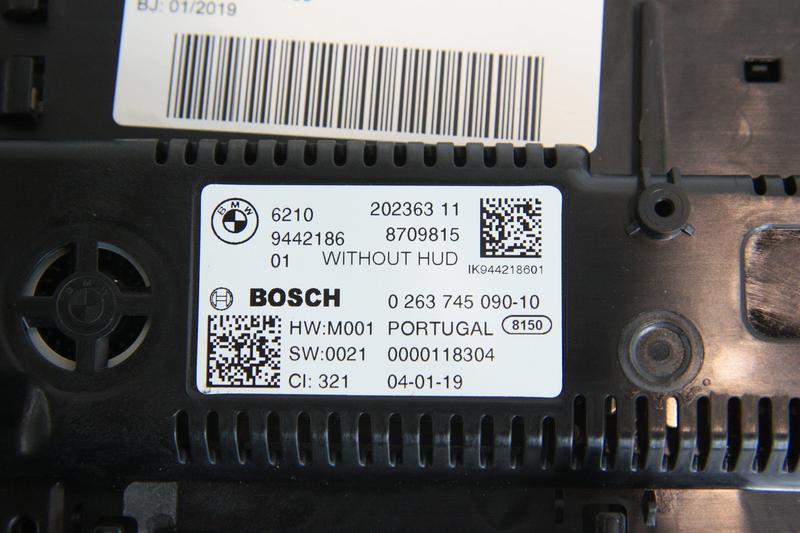 BJ: 01/2019
BMW
6210 202363 11
9442186 8709815
01 WITHOUT HUD
IK944218601
BOSCH 0 263 745 090-10
HW:M001 PORTUGAL 8150
SW:0021 0000118304
CI: 321 04-01-19